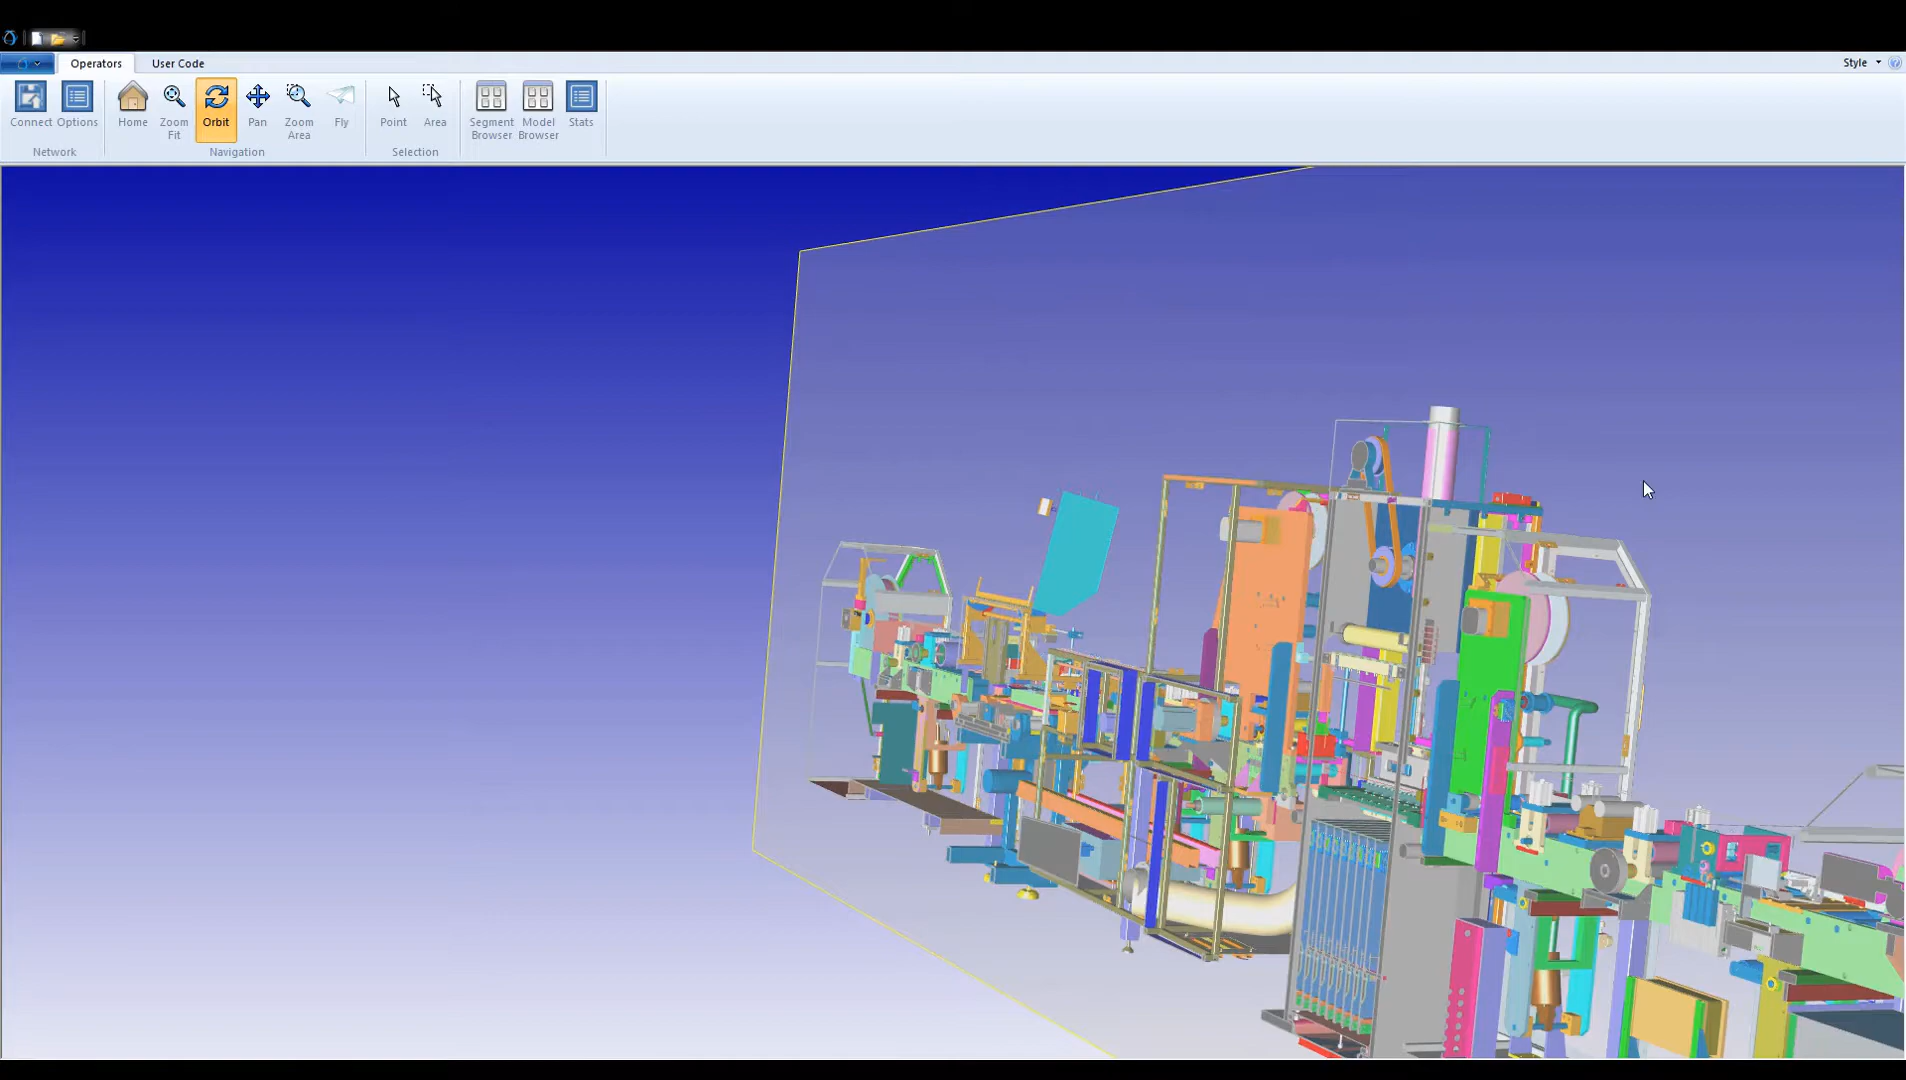 Operators User Code Style
Connect Options Home Zoom Fit Orbit Pan Zoom Area Fly Point Area Segment Browser Model Browser Stats
Network Navigation Selection